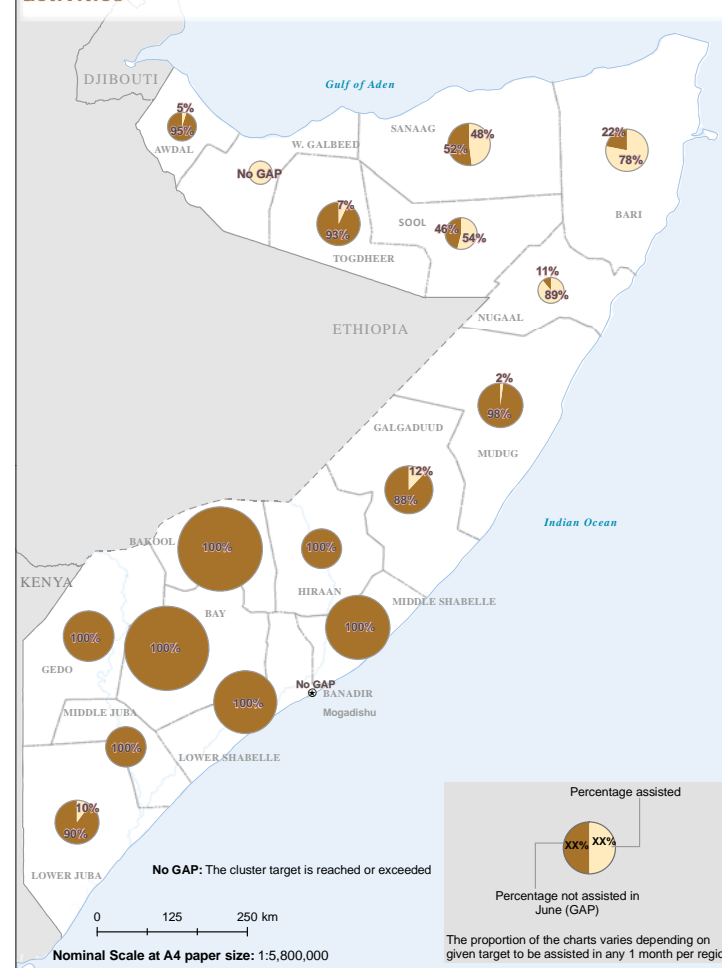 DJIBOUTI
Gulf of Aden
5%
95%
AWDAL
No GAP
W. GALBEED
SANAAG
48%
52%
22%
78%
BARI
7%
93%
TOGDHEER
SOOL
46%
54%
11%
89%
NUGAAL
ETHIOPIA
2%
98%
MUDUG
GALGADUUD
12%
88%
Indian Ocean
BAKOOL
100%
100%
HIRAAN
KENYA
MIDDLE SHABELLE
100%
BAY
100%
100%
GEDO
No GAP
BANADIR
Mogadishu
100%
MIDDLE JUBA
100%
LOWER SHABELLE
10%
90%
LOWER JUBA
No GAP: The cluster target is reached or exceeded
0 125 250 km
Nominal Scale at A4 paper size: 1:5,800,000
Percentage assisted
XX% XX%
Percentage not assisted in
June (GAP)
The proportion of the charts varies depending on
given target to be assisted in any 1 month per regi